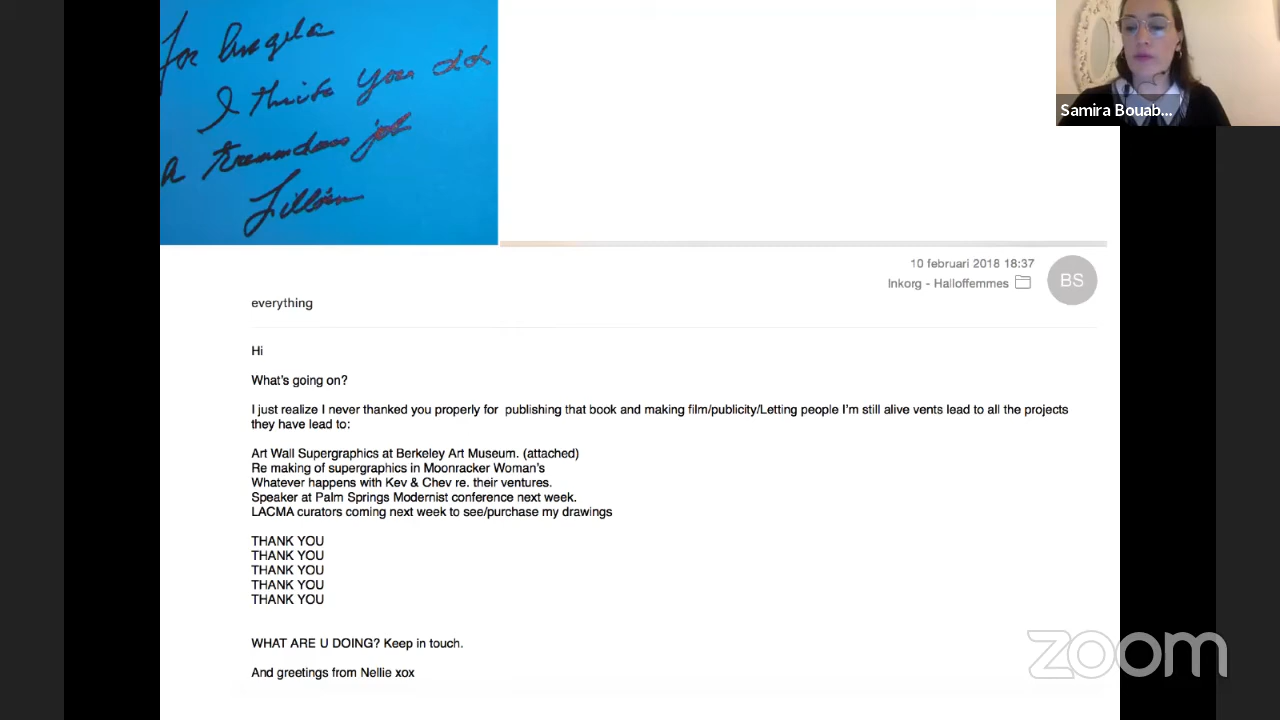 for Angela
I think you did
a tremendous job
Lillian
Samira Bouab...
10 februari 2018 18:37
Inkorg - Halloffemmes
BS
everything
Hi
What's going on?
I just realize I never thanked you properly for publishing that book and making film/publicity/Letting people I'm still alive vents lead to all the projects
they have lead to:
Art Wall Supergraphics at Berkeley Art Museum. (attached)
Re making of supergraphics in Moonracker Woman's
Whatever happens with Kev & Chev re. their ventures.
Speaker at Palm Springs Modernist conference next week.
LACMA curators coming next week to see/purchase my drawings
THANK YOU
THANK YOU
THANK YOU
THANK YOU
THANK YOU
WHAT ARE U DOING? Keep in touch.
And greetings from Nellie xox
zoom